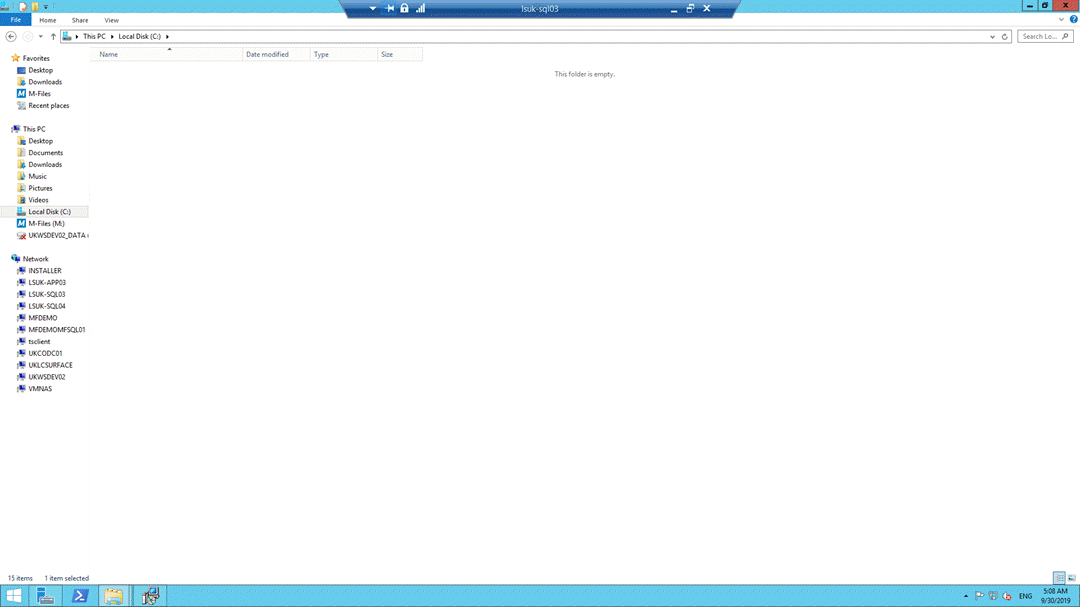 lsuk-sql03
File Home Share View
This PC Local Disk (C:)
Search Lo...
Name Date modified Type Size
This folder is empty.
Favorites
Desktop
Downloads
M-Files
Recent places
This PC
Desktop
Documents
Downloads
Music
Pictures
Videos
Local Disk (C:)
M-Files (M:)
UKWSDEV02_DATA
Network
INSTALLER
LSUK-APP03
LSUK-SQL03
LSUK-SQL04
MFDEMO
MFDEMOMFSQL01
tsclient
UKCODC01
UKLCSURFACE
UKWSDEV02
VMNAS
15 items 1 item selected
ENG
5:08 AM
9/30/2019